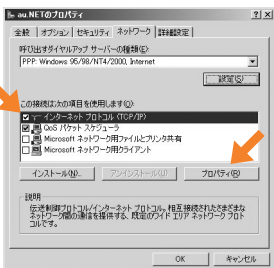 au.NETのプロパティ
全般 オプション セキュリティ ネットワーク 詳細設定
呼び出すダイヤルアップ サーバーの種類(E):
PPP: Windows 95/98/NT4/2000, Internet
設定(S)
この接続は次の項目を使用します(O):
インターネット プロトコル (TCP/IP)
QoS パケット スケジューラ
Microsoft ネットワーク用ファイルとプリンタ共有
Microsoft ネットワーク用クライアント
インストール(N)... アンインストール(U) プロパティ(R)
説明
伝送制御プロトコル/インターネット プロトコル。相互接続されたさまざまな
ネットワーク間の通信を提供する、既定のワイド エリア ネットワーク プロト
コルです。
OK キャンセル